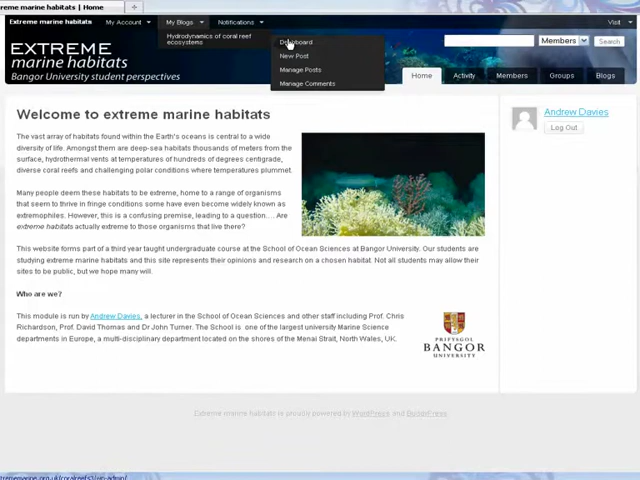 reme marine habitats | Home
Extreme marine habitats My Account My Blogs Notifications Visit
Hydrodynamics of coral reef
ecosystems
Dashboard
New Post
Manage Posts
Manage Comments
EXTREME
marine habitats
Bangor University student perspectives
Members Search
Home Activity Members Groups Blogs
Welcome to extreme marine habitats
The vast array of habitats found within the Earth's oceans is central to a wide
diversity of life. Amongst them are deep-sea habitats thousands of meters from the
surface, hydrothermal vents at temperatures of hundreds of degrees centigrade,
diverse coral reefs and challenging polar conditions where temperatures plummet.
Many people deem these habitats to be extreme, home to a range of organisms
that seem to thrive in fringe conditions some have even become widely known as
extremophiles. However, this is a confusing premise, leading to a question.... Are
extreme habitats actually extreme to those organisms that live there?
This website forms part of a third year taught undergraduate course at the School of Ocean Sciences at Bangor University. Our students are
studying extreme marine habitats and this site represents their opinions and research on a chosen habitat. Not all students may allow their
sites to be public, but we hope many will.
Who are we?
This module is run by Andrew Davies, a lecturer in the School of Ocean Sciences and other staff including Prof. Chris
Richardson, Prof. David Thomas and Dr John Turner. The School is one of the largest university Marine Science
departments in Europe, a multi-disciplinary department located on the shores of the Menai Strait, North Wales, UK.
PRIFYSGOL
BANGOR
UNIVERSITY
Andrew Davies
Log Out
Extreme marine habitats is proudly powered by WordPress and BuddyPress